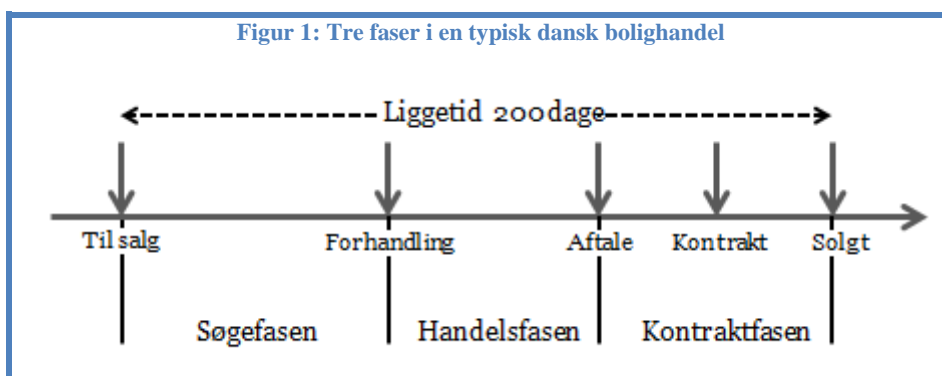 Figur 1: Tre faser i en typisk dansk bolighandel
Liggetid 200dage
Til salg Forhandling Aftale Kontrakt Solgt
Søgefasen Handelsfasen Kontraktfasen